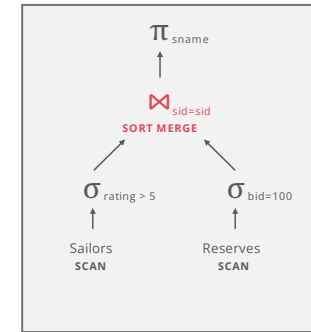 π sname
⋈ sid=sid
SORT MERGE
σ rating > 5 σ bid=100
Sailors Reserves
SCAN SCAN